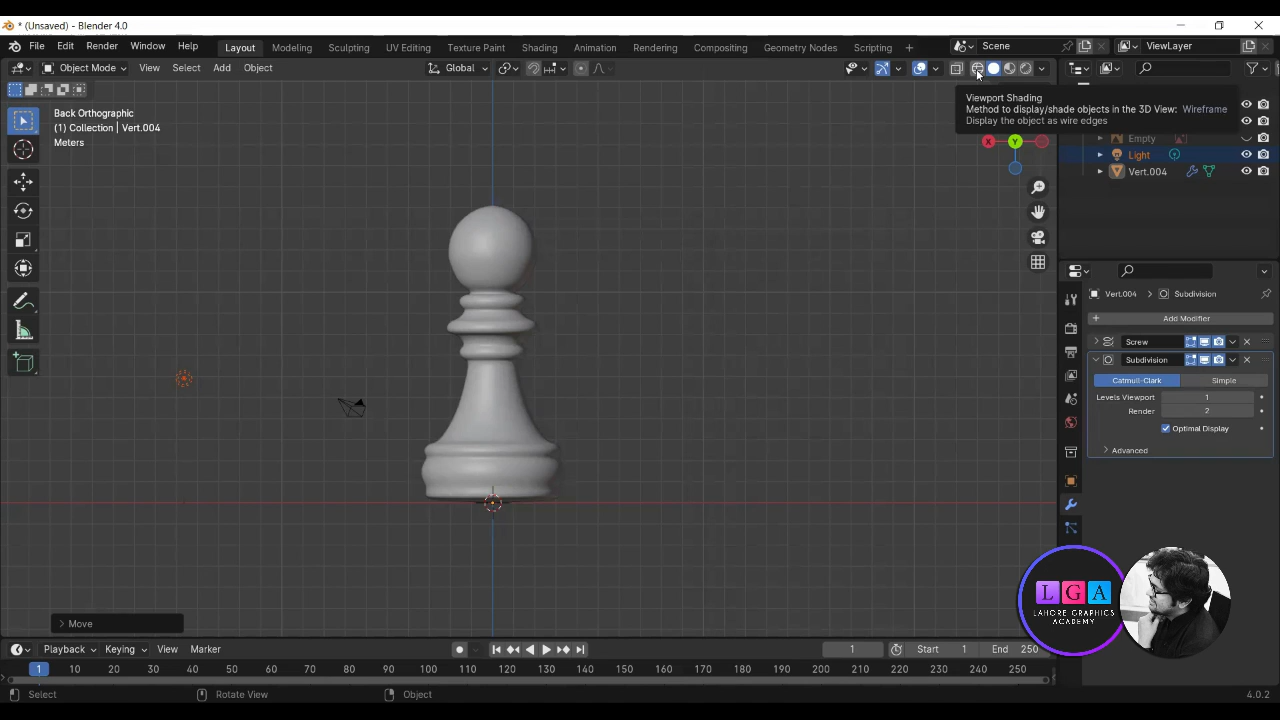 * (Unsaved) - Blender 4.0
File Edit Render Window Help Layout Modeling Sculpting UV Editing Texture Paint Shading Animation Rendering Compositing Geometry Nodes Scripting + Scene ViewLayer
Object Mode View Select Add Object Global
Back Orthographic
(1) Collection | Vert.004
Meters
Viewport Shading
Method to display/shade objects in the 3D View: Wireframe
Display the object as wire edges
X Y
Empty
Light
Vert.004
Vert.004 > Subdivision
Add Modifier
Screw
Subdivision
Catmull-Clark Simple
Levels Viewport 1
Render 2
Optimal Display
Advanced
LGA
LAHORE GRAPHICS
ACADEMY
> Move
Playback Keying View Marker 1 Start 1 End 250
1 10 20 30 40 50 60 70 80 90 100 110 120 130 140 150 160 170 180 190 200 210 220 230 240 250
Select Rotate View Object 4.0.2